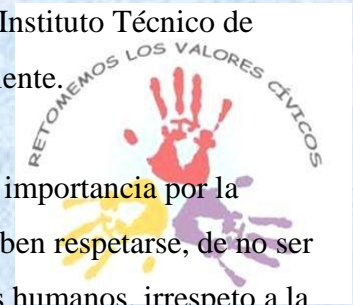 Instituto Técnico de
ente.
RETOMEMOS LOS VALORES CÍVICOS
importancia por la
ben respetarse, de no ser
s humanos, irrespeto a la